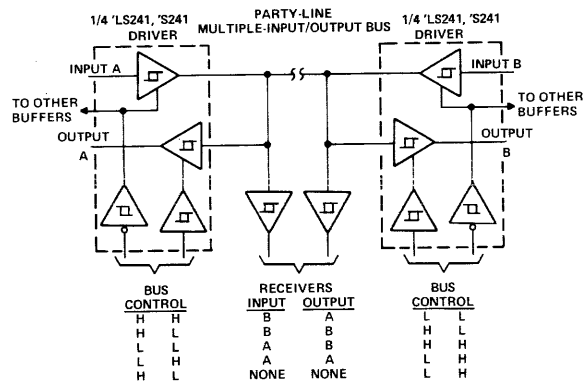 1/4 'LS241, 'S241
DRIVER
PARTY-LINE
MULTIPLE-INPUT/OUTPUT BUS
1/4 'LS241, 'S241
DRIVER
INPUT A
INPUT B
TO OTHER
BUFFERS
TO OTHER
BUFFERS
OUTPUT
A
OUTPUT
B
BUS
CONTROL
RECEIVERS
INPUT OUTPUT
BUS
CONTROL
H H B A L L
H L B B H L
L L A B H H
L H A A L H
H L NONE NONE L H